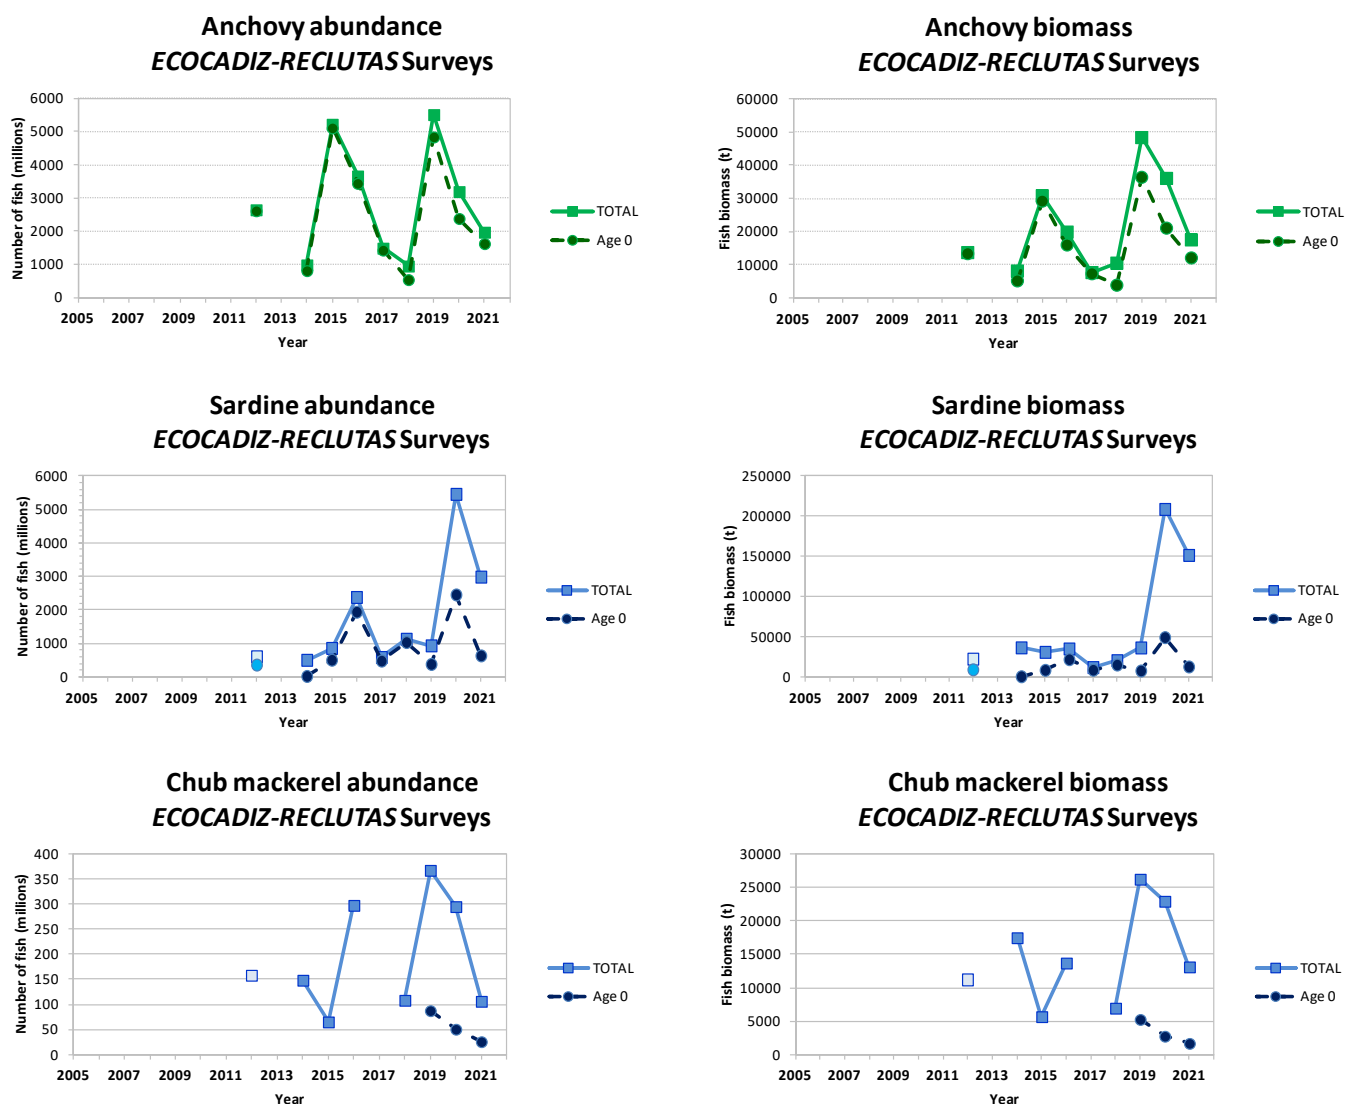 Anchovy abundance
ECOCADIZ-RECLUTAS Surveys
Number of fish (millions)
6000
5000
4000
3000
2000
1000
0
2005 2007 2009 2011 2013 2015 2017 2019 2021
Year
TOTAL
Age 0
Anchovy biomass
ECOCADIZ-RECLUTAS Surveys
Fish biomass (t)
60000
50000
40000
30000
20000
10000
0
2005 2007 2009 2011 2013 2015 2017 2019 2021
Year
TOTAL
Age 0
Sardine abundance
ECOCADIZ-RECLUTAS Surveys
Number of fish (millions)
6000
5000
4000
3000
2000
1000
0
2005 2007 2009 2011 2013 2015 2017 2019 2021
Year
TOTAL
Age 0
Sardine biomass
ECOCADIZ-RECLUTAS Surveys
Fish biomass (t)
250000
200000
150000
100000
50000
0
2005 2007 2009 2011 2013 2015 2017 2019 2021
Year
TOTAL
Age 0
Chub mackerel abundance
ECOCADIZ-RECLUTAS Surveys
Number of fish (millions)
400
350
300
250
200
150
100
50
0
2005 2007 2009 2011 2013 2015 2017 2019 2021
Year
TOTAL
Age 0
Chub mackerel biomass
ECOCADIZ-RECLUTAS Surveys
Fish biomass (t)
30000
25000
20000
15000
10000
5000
0
2005 2007 2009 2011 2013 2015 2017 2019 2021
Year
TOTAL
Age 0